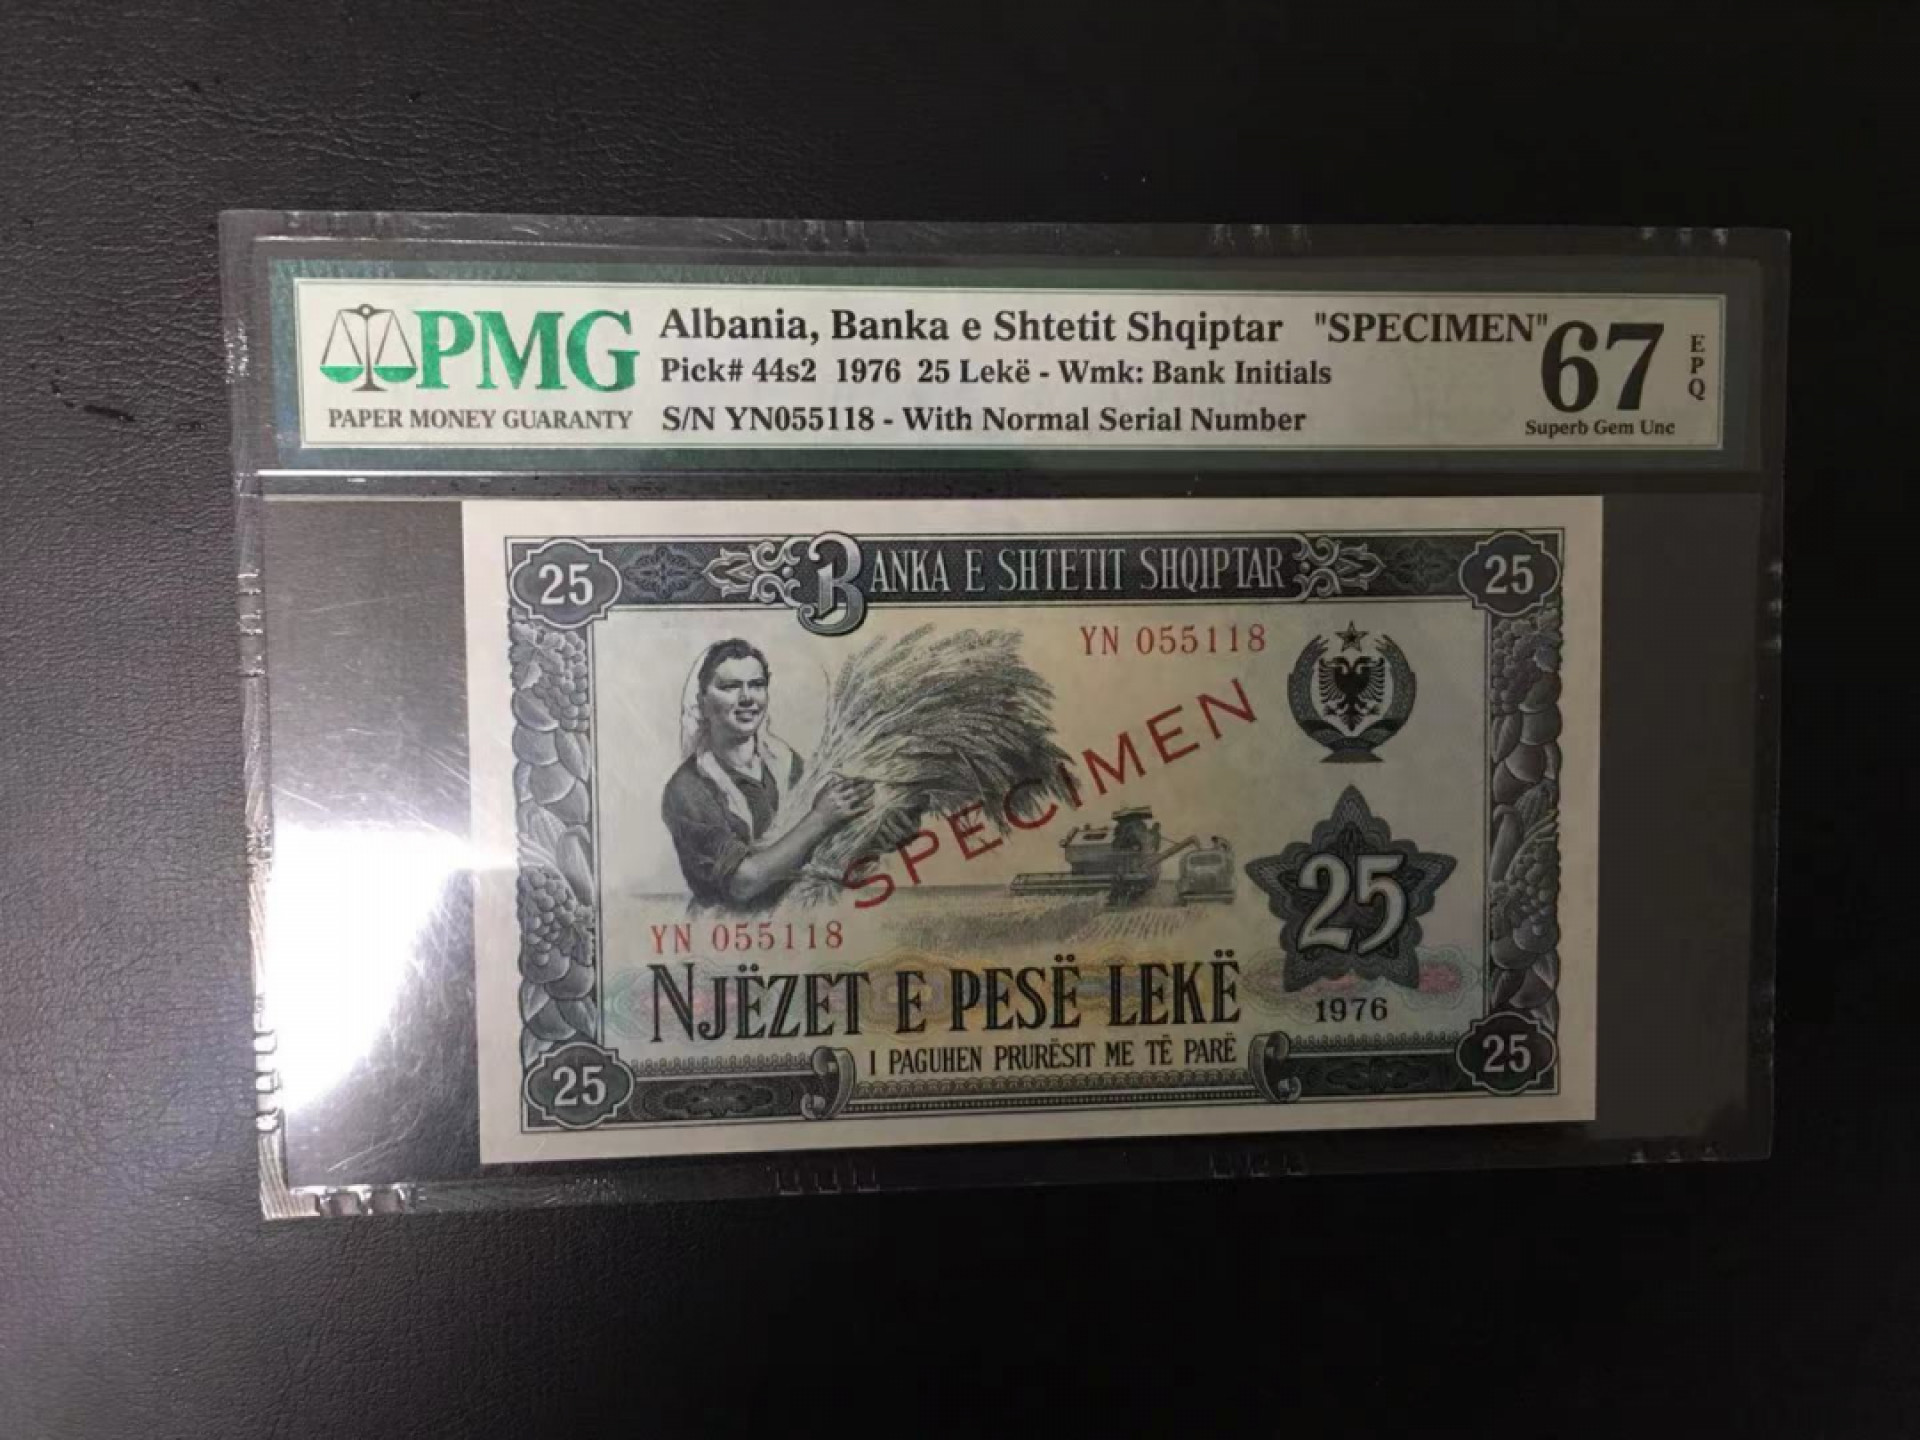 PMG
PAPER MONEY GUARANTY
Albania, Banka e Shtetit Shqiptar "SPECIMEN"
Pick# 44s2 1976 25 Lekë - Wmk: Bank Initials
S/N YN055118 - With Normal Serial Number
67
EPQ
Superb Gem Unc
25
BANKA E SHTETIT SHQIPTAR
25
YN 055118
SPECIMEN
25
YN 055118
NJËZET E PESË LEKË
1976
I PAGUHEN PRURËSIT ME TË PARË
25
25